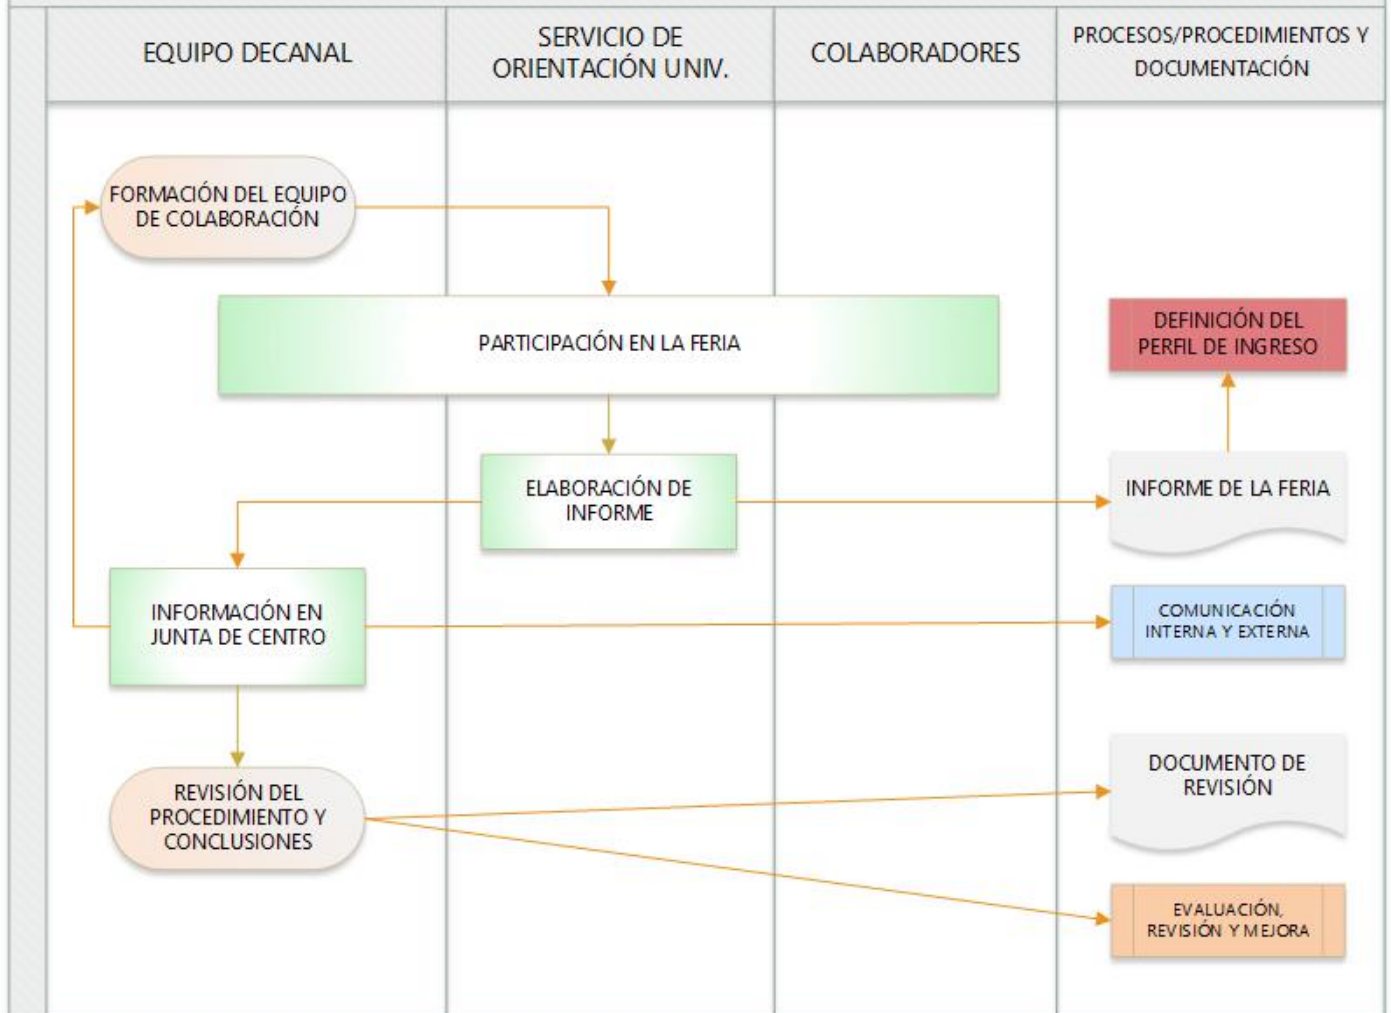 EQUIPO DECANAL
SERVICIO DE
ORIENTACIÓN UNIV.
COLABORADORES
PROCESOS/PROCEDIMIENTOS Y
DOCUMENTACIÓN
FORMACIÓN DEL EQUIPO
DE COLABORACIÓN
PARTICIPACIÓN EN LA FERIA
DEFINICIÓN DEL
PERFIL DE INGRESO
ELABORACIÓN DE
INFORME
INFORME DE LA FERIA
INFORMACIÓN EN
JUNTA DE CENTRO
COMUNICACIÓN
INTERNA Y EXTERNA
REVISIÓN DEL
PROCEDIMIENTO Y
CONCLUSIONES
DOCUMENTO DE
REVISIÓN
EVALUACIÓN,
REVISIÓN Y MEJORA